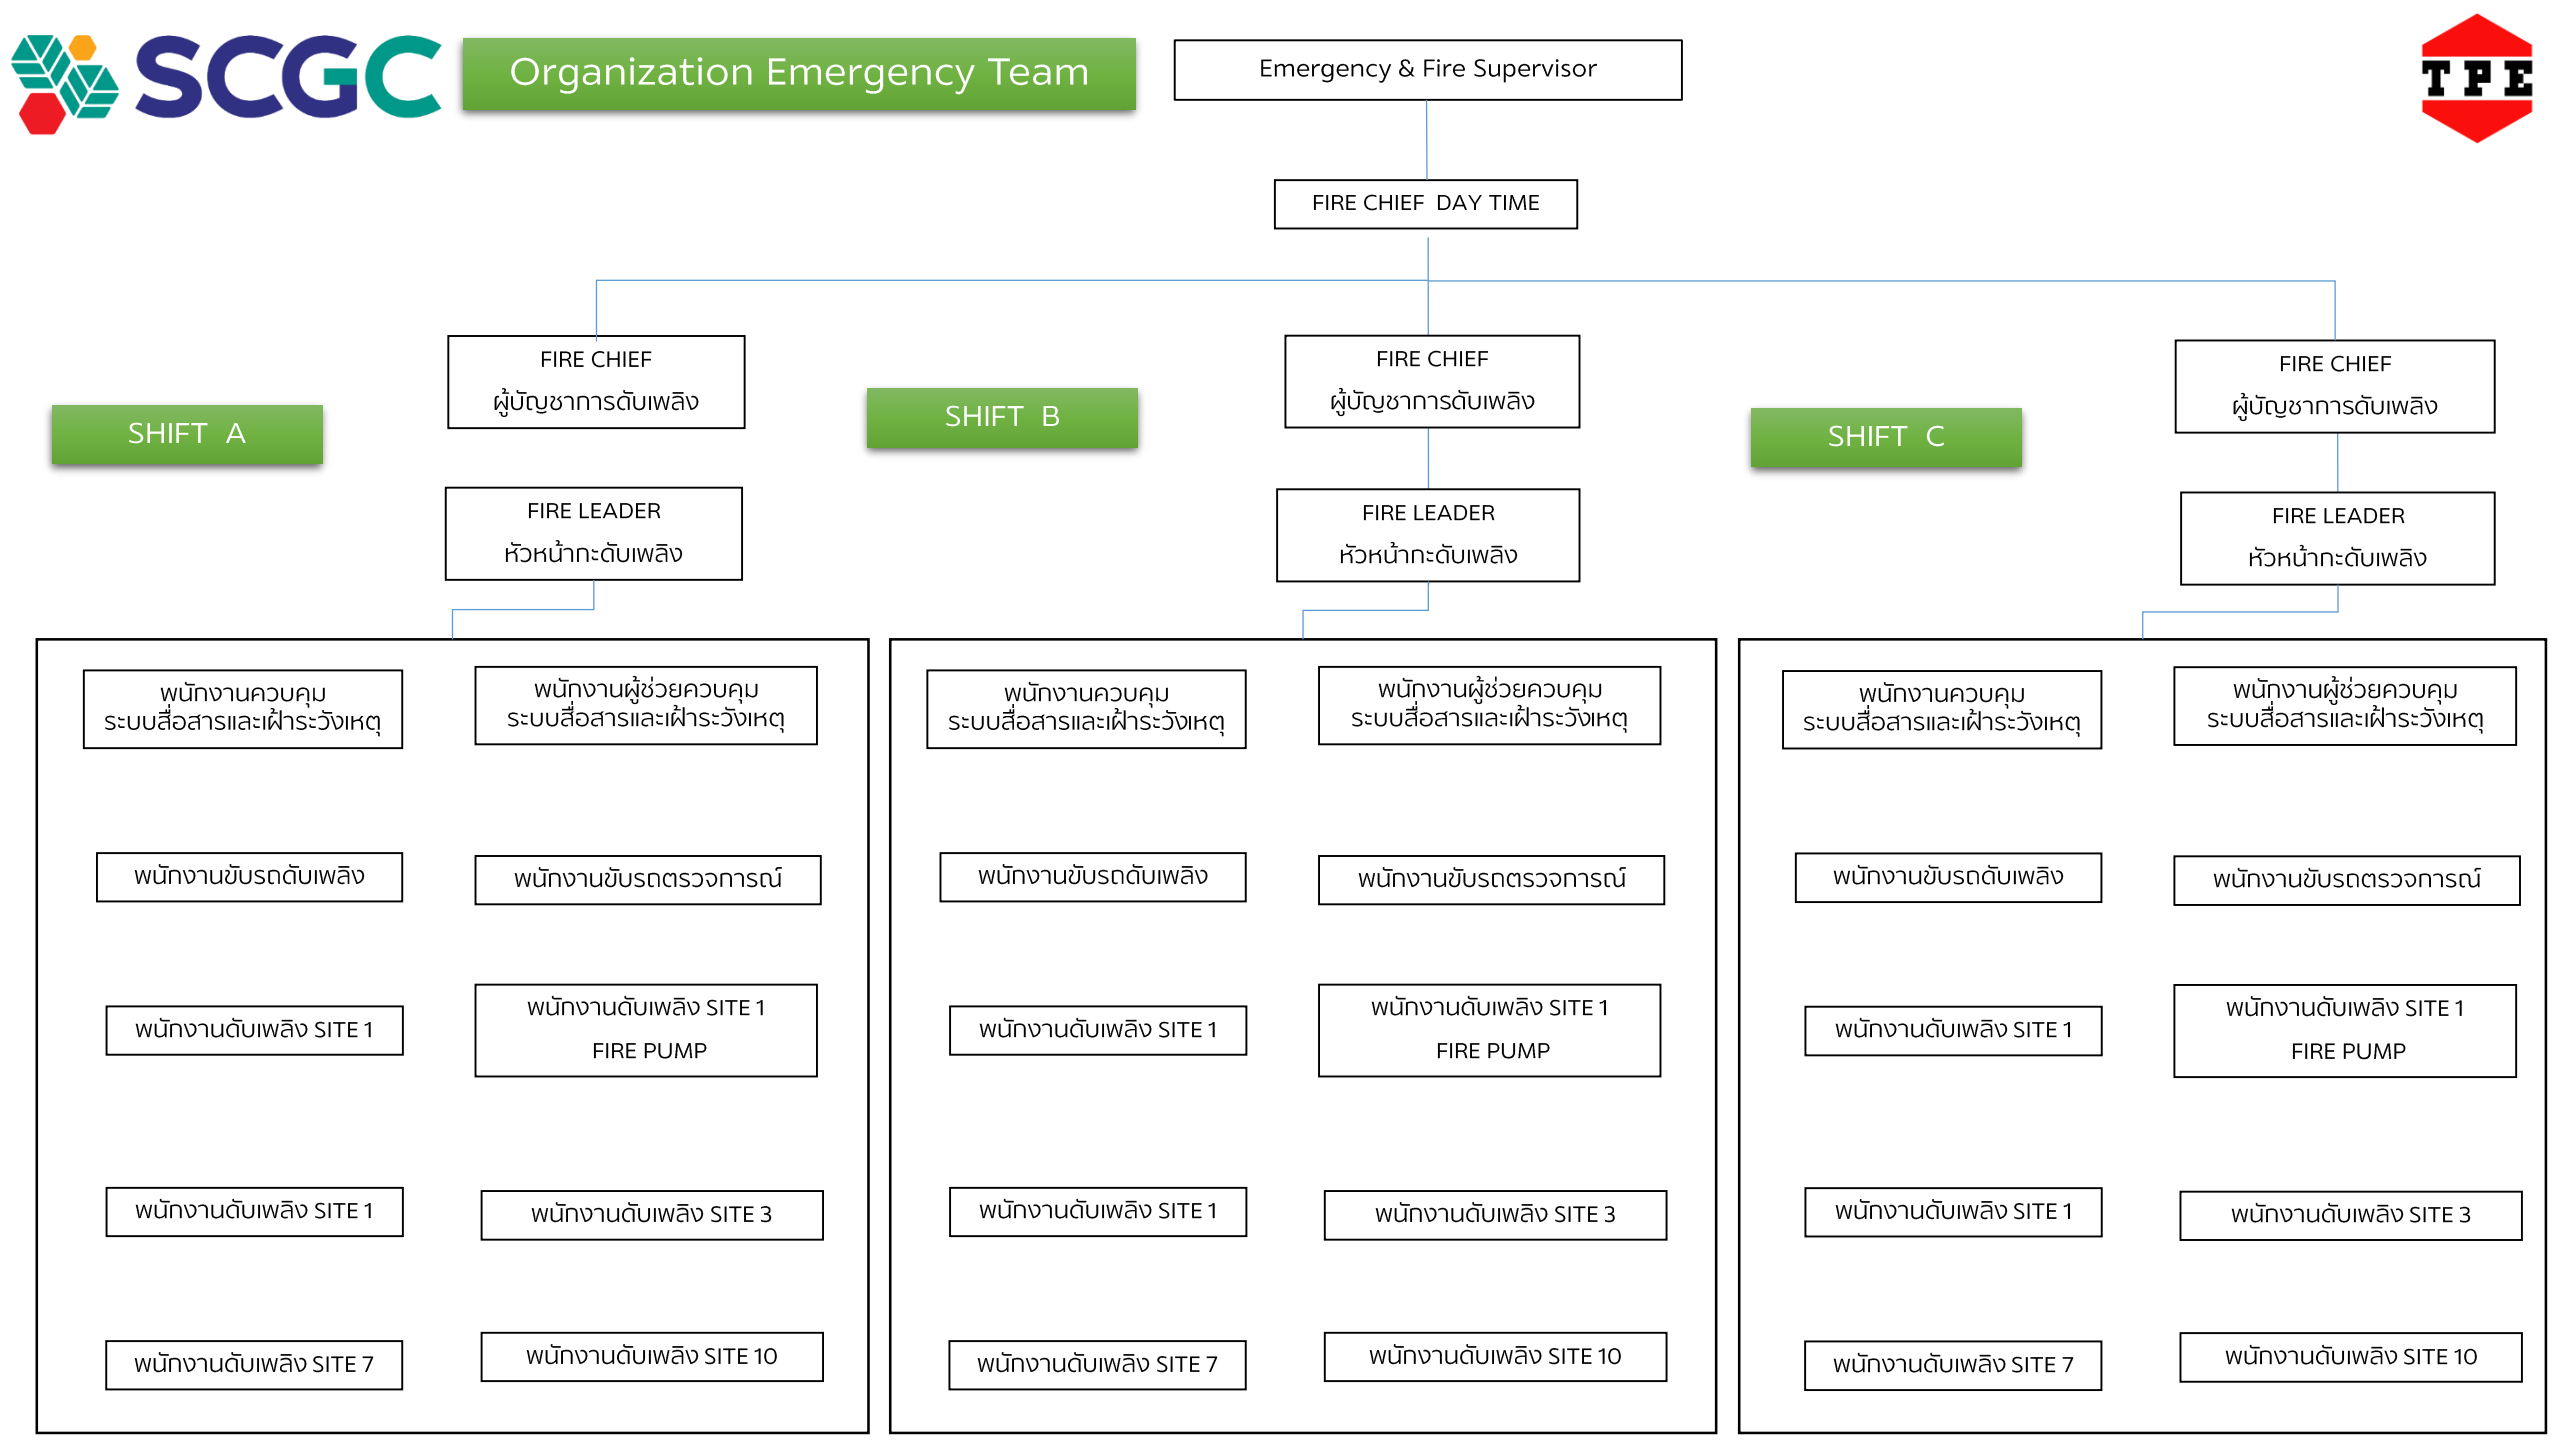 SCGC
Organization Emergency Team
Emergency & Fire Supervisor
TPE
FIRE CHIEF DAY TIME
SHIFT A
FIRE CHIEF
ผู้บัญชาการดับเพลิง
FIRE LEADER
หัวหน้ากะดับเพลิง
พนักงานควบคุม
ระบบสื่อสารและเฝ้าระวังเหตุ
พนักงานผู้ช่วยควบคุม
ระบบสื่อสารและเฝ้าระวังเหตุ
พนักงานขับรถดับเพลิง
พนักงานขับรถตรวจการณ์
พนักงานดับเพลิง SITE 1
พนักงานดับเพลิง SITE 1
FIRE PUMP
พนักงานดับเพลิง SITE 1
พนักงานดับเพลิง SITE 3
พนักงานดับเพลิง SITE 7
พนักงานดับเพลิง SITE 10
SHIFT B
FIRE CHIEF
ผู้บัญชาการดับเพลิง
FIRE LEADER
หัวหน้ากะดับเพลิง
พนักงานควบคุม
ระบบสื่อสารและเฝ้าระวังเหตุ
พนักงานผู้ช่วยควบคุม
ระบบสื่อสารและเฝ้าระวังเหตุ
พนักงานขับรถดับเพลิง
พนักงานขับรถตรวจการณ์
พนักงานดับเพลิง SITE 1
พนักงานดับเพลิง SITE 1
FIRE PUMP
พนักงานดับเพลิง SITE 1
พนักงานดับเพลิง SITE 3
พนักงานดับเพลิง SITE 7
พนักงานดับเพลิง SITE 10
SHIFT C
FIRE CHIEF
ผู้บัญชาการดับเพลิง
FIRE LEADER
หัวหน้ากะดับเพลิง
พนักงานควบคุม
ระบบสื่อสารและเฝ้าระวังเหตุ
พนักงานผู้ช่วยควบคุม
ระบบสื่อสารและเฝ้าระวังเหตุ
พนักงานขับรถดับเพลิง
พนักงานขับรถตรวจการณ์
พนักงานดับเพลิง SITE 1
พนักงานดับเพลิง SITE 1
FIRE PUMP
พนักงานดับเพลิง SITE 1
พนักงานดับเพลิง SITE 3
พนักงานดับเพลิง SITE 7
พนักงานดับเพลิง SITE 10